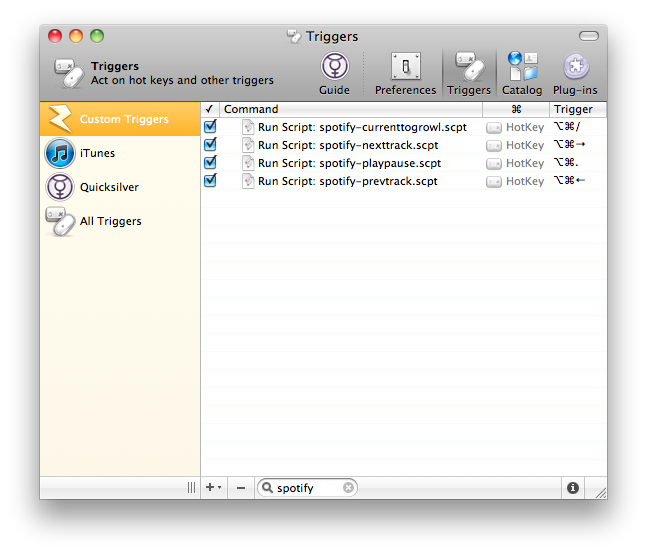 Triggers
Triggers
Act on hot keys and other triggers
Guide
Preferences
Triggers
Catalog
Plug-ins
Custom Triggers
iTunes
Quicksilver
All Triggers
✓ Command ⌘ Trigger
Run Script: spotify-currenttogrowl.scpt HotKey ⌥⌘/
Run Script: spotify-nexttrack.scpt HotKey ⌥⌘→
Run Script: spotify-playpause.scpt HotKey ⌥⌘.
Run Script: spotify-prevtrack.scpt HotKey ⌥⌘←
spotify